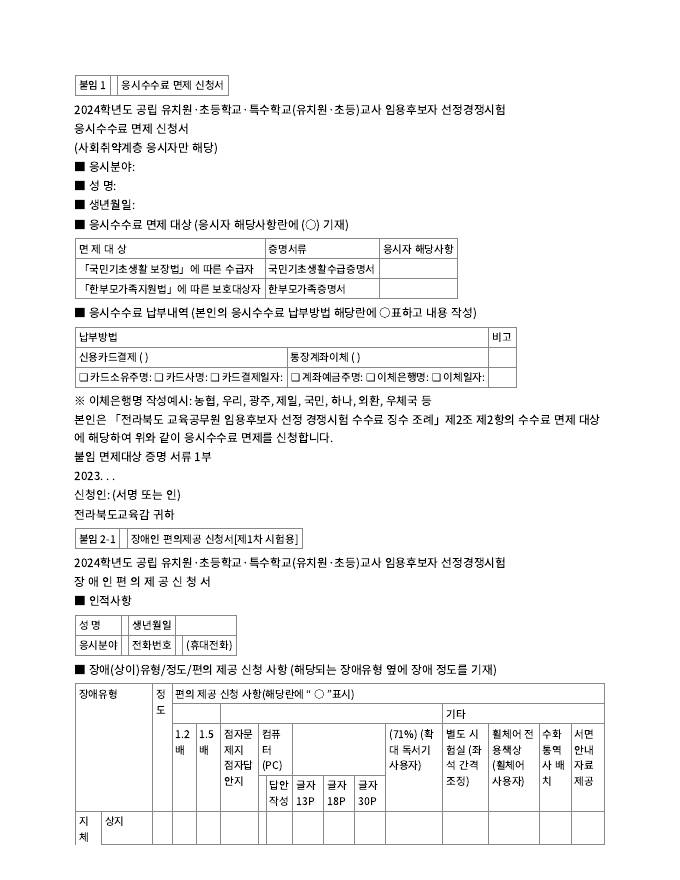 붙임 1 응시수수료 면제 신청서
2024학년도 공립 유치원·초등학교·특수학교(유치원·초등)교사 임용후보자 선정경쟁시험
응시수수료 면제 신청서
(사회취약계층 응시자만 해당)
■ 응시분야:
■ 성 명:
■ 생년월일:
■ 응시수수료 면제 대상 (응시자 해당사항란에 (○) 기재)
면 제 대 상 증명서류 응시자 해당사항
「국민기초생활 보장법」에 따른 수급자 국민기초생활수급증명서
「한부모가족지원법」에 따른 보호대상자 한부모가족증명서
■ 응시수수료 납부내역 (본인의 응시수수료 납부방법 해당란에 ○표하고 내용 작성)
납부방법 비고
신용카드결제 ( ) 통장계좌이체 ( )
❏ 카드소유주명: ❏ 카드사명: ❏ 카드결제일자: ❏ 계좌예금주명: ❏ 이체은행명: ❏ 이체일자:
※ 이체은행명 작성예시: 농협, 우리, 광주, 제일, 국민, 하나, 외환, 우체국 등
본인은 「전라북도 교육공무원 임용후보자 선정 경쟁시험 수수료 징수 조례」제2조 제2항의 수수료 면제 대상
에 해당하여 위와 같이 응시수수료 면제를 신청합니다.
붙임 면제대상 증명 서류 1부
2023. . .
신청인: (서명 또는 인)
전라북도교육감 귀하
붙임 2-1 장애인 편의제공 신청서[제1차 시험용]
2024학년도 공립 유치원·초등학교·특수학교(유치원·초등)교사 임용후보자 선정경쟁시험
장 애 인 편 의 제 공 신 청 서
■ 인적사항
성 명 생년월일
응시분야 전화번호 (휴대전화)
■ 장애(상이)유형/정도/편의 제공 신청 사항 (해당되는 장애유형 옆에 장애 정도를 기재)
장애유형 정도 편의 제공 신청 사항(해당란에 " ○ "표시)
기타
1.2배 1.5배 점자문제지 점자답안지 컴퓨터(PC) (71%) (확대 독서기 사용자) 별도 시험실 (좌석 간격 조정) 휠체어 전용책상 (휠체어 사용자) 수화통역사 배치 서면안내자료 제공
답안작성 글자13P 글자18P 글자30P
지체 상지